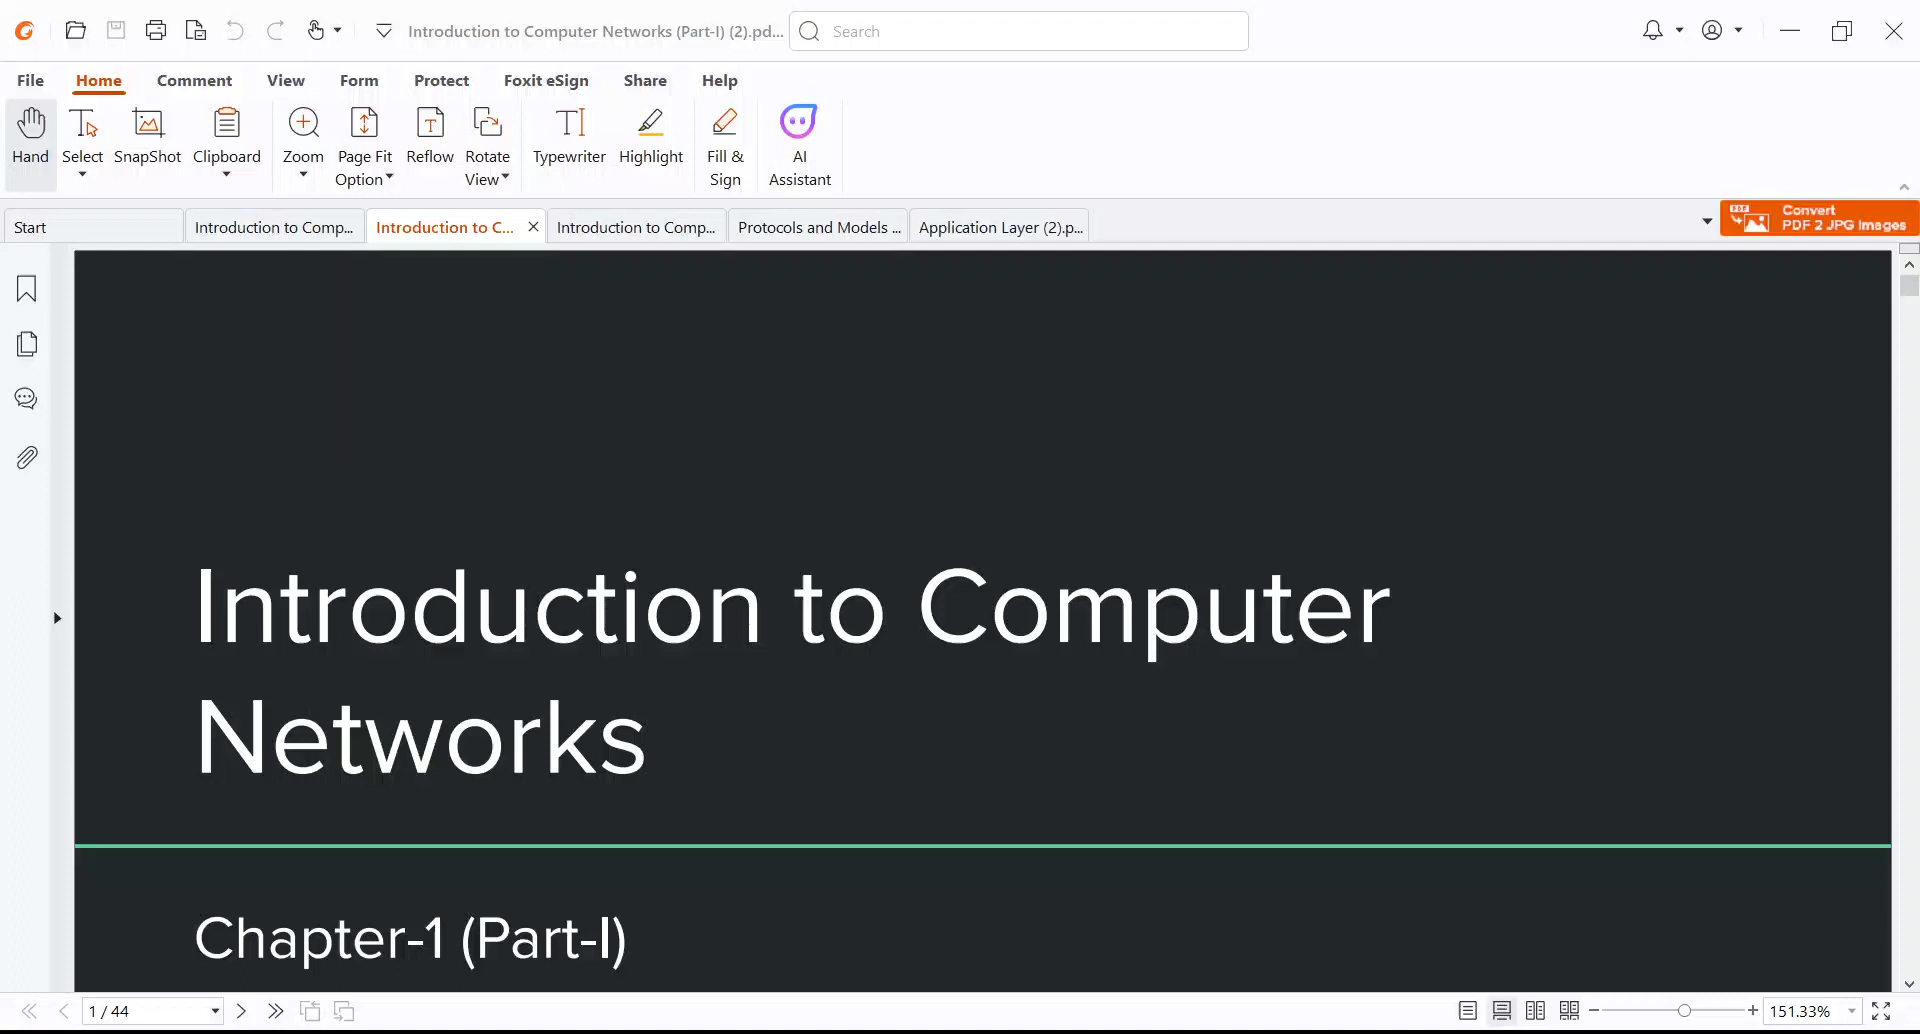 Introduction to Computer Networks (Part-I) (2).pd...
Search
File Home Comment View Form Protect Foxit eSign Share Help
Hand Select SnapShot Clipboard Zoom Page Fit Option Reflow Rotate View Typewriter Highlight Fill & Sign AI Assistant
Start
Introduction to Comp...
Introduction to C...
Introduction to Comp...
Protocols and Models ...
Application Layer (2).p...
PDF
Convert
PDF 2 JPG Images
Introduction to Computer
Networks
Chapter-1 (Part-I)
1 / 44
151.33%